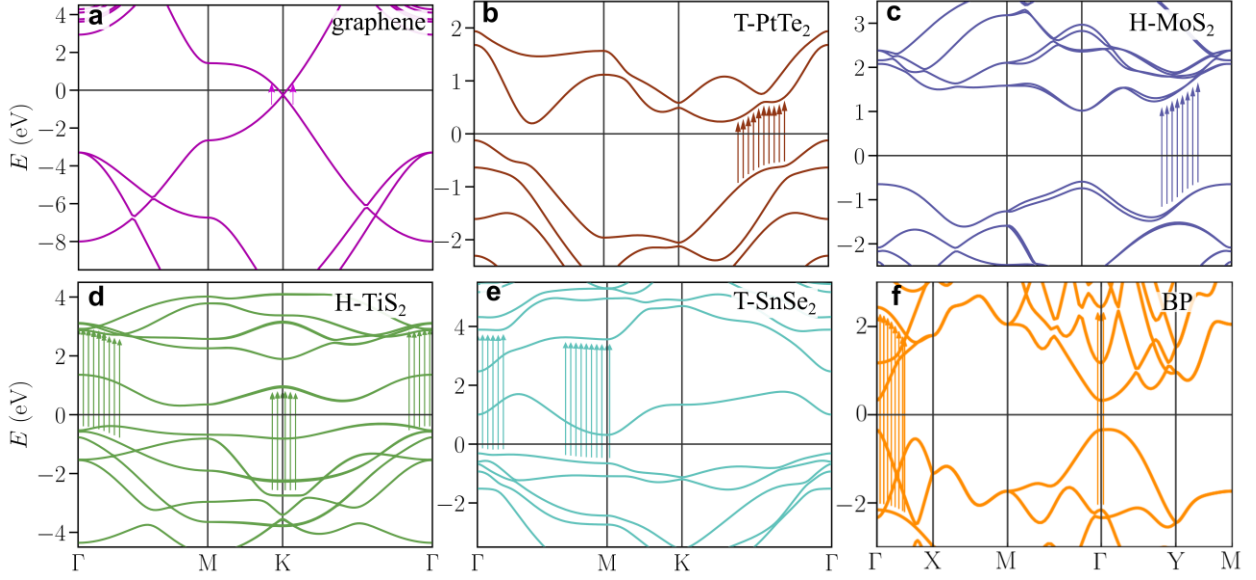 a
graphene
b
T-PtTe₂
c
H-MoS₂
4
2
0
−2
−4
−6
−8
E (eV)
2
1
0
−1
−2
3
2
1
0
−1
−2
d
H-TiS₂
e
T-SnSe₂
f
BP
4
2
0
−2
−4
E (eV)
4
2
0
−2
2
0
−2
Γ M K Γ
Γ M K Γ
Γ X M Γ Y M